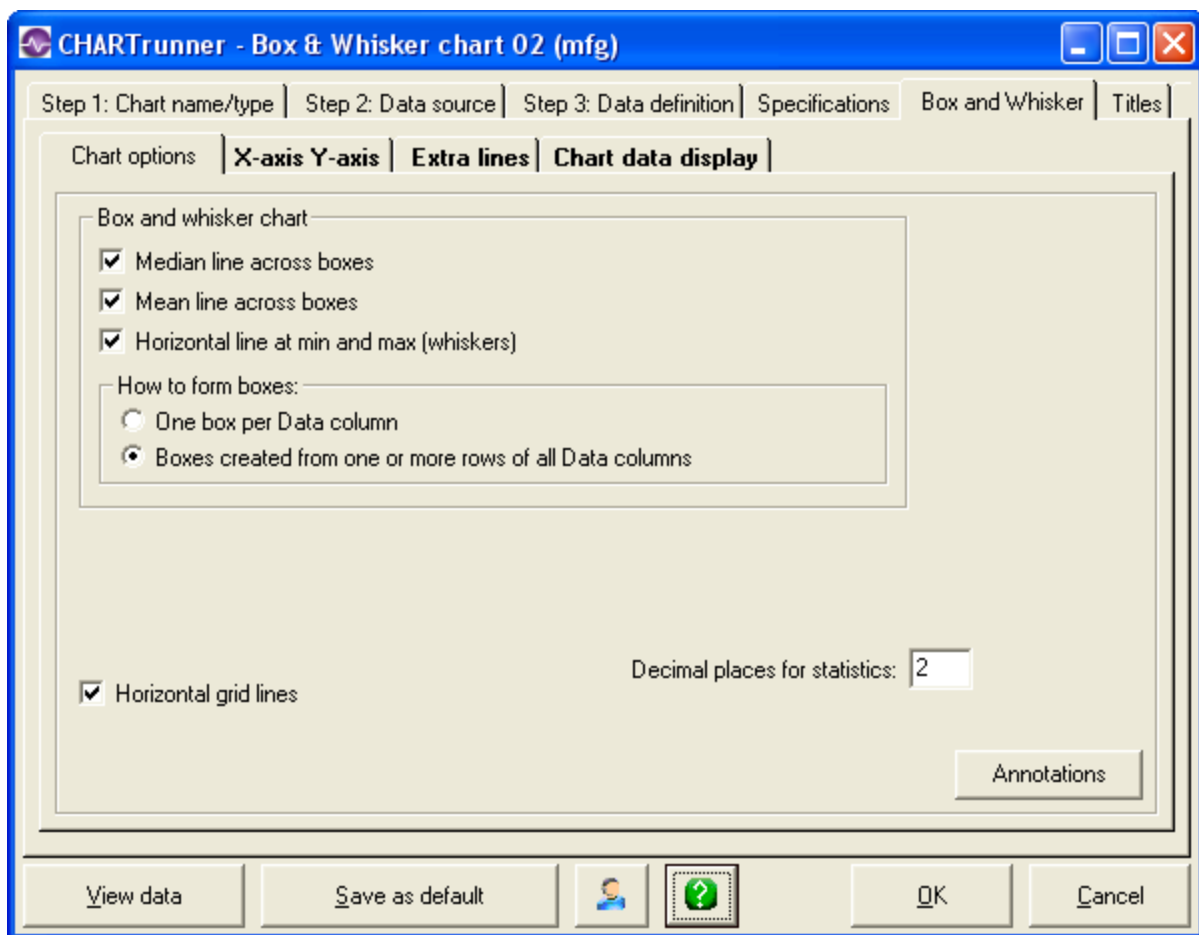 CHARTrunner - Box & Whisker chart 02 (mfg)
Step 1: Chart name/type Step 2: Data source Step 3: Data definition Specifications Box and Whisker Titles
Chart options X-axis Y-axis Extra lines Chart data display
Box and whisker chart
Median line across boxes
Mean line across boxes
Horizontal line at min and max (whiskers)
How to form boxes:
One box per Data column
Boxes created from one or more rows of all Data columns
Decimal places for statistics: 2
Horizontal grid lines
Annotations
View data Save as default ? OK Cancel